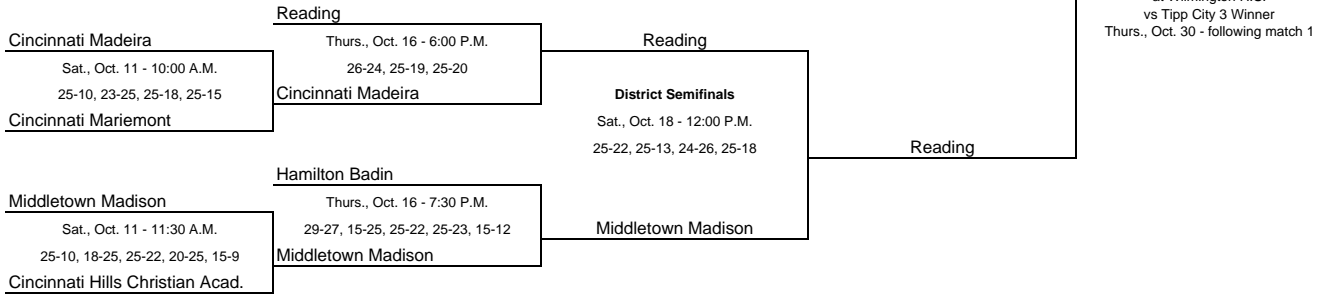 vs Tipp City 3 Winner
Thurs., Oct. 30 - following match 1
Reading
Cincinnati Madeira
Thurs., Oct. 16 - 6:00 P.M.
Reading
Sat., Oct. 11 - 10:00 A.M.
26-24, 25-19, 25-20
25-10, 23-25, 25-18, 25-15
Cincinnati Madeira
District Semifinals
Cincinnati Mariemont
Sat., Oct. 18 - 12:00 P.M.
25-22, 25-13, 24-26, 25-18
Reading
Hamilton Badin
Middletown Madison
Thurs., Oct. 16 - 7:30 P.M.
Sat., Oct. 11 - 11:30 A.M.
29-27, 15-25, 25-22, 25-23, 15-12
Middletown Madison
25-10, 18-25, 25-22, 20-25, 15-9
Middletown Madison
Cincinnati Hills Christian Acad.